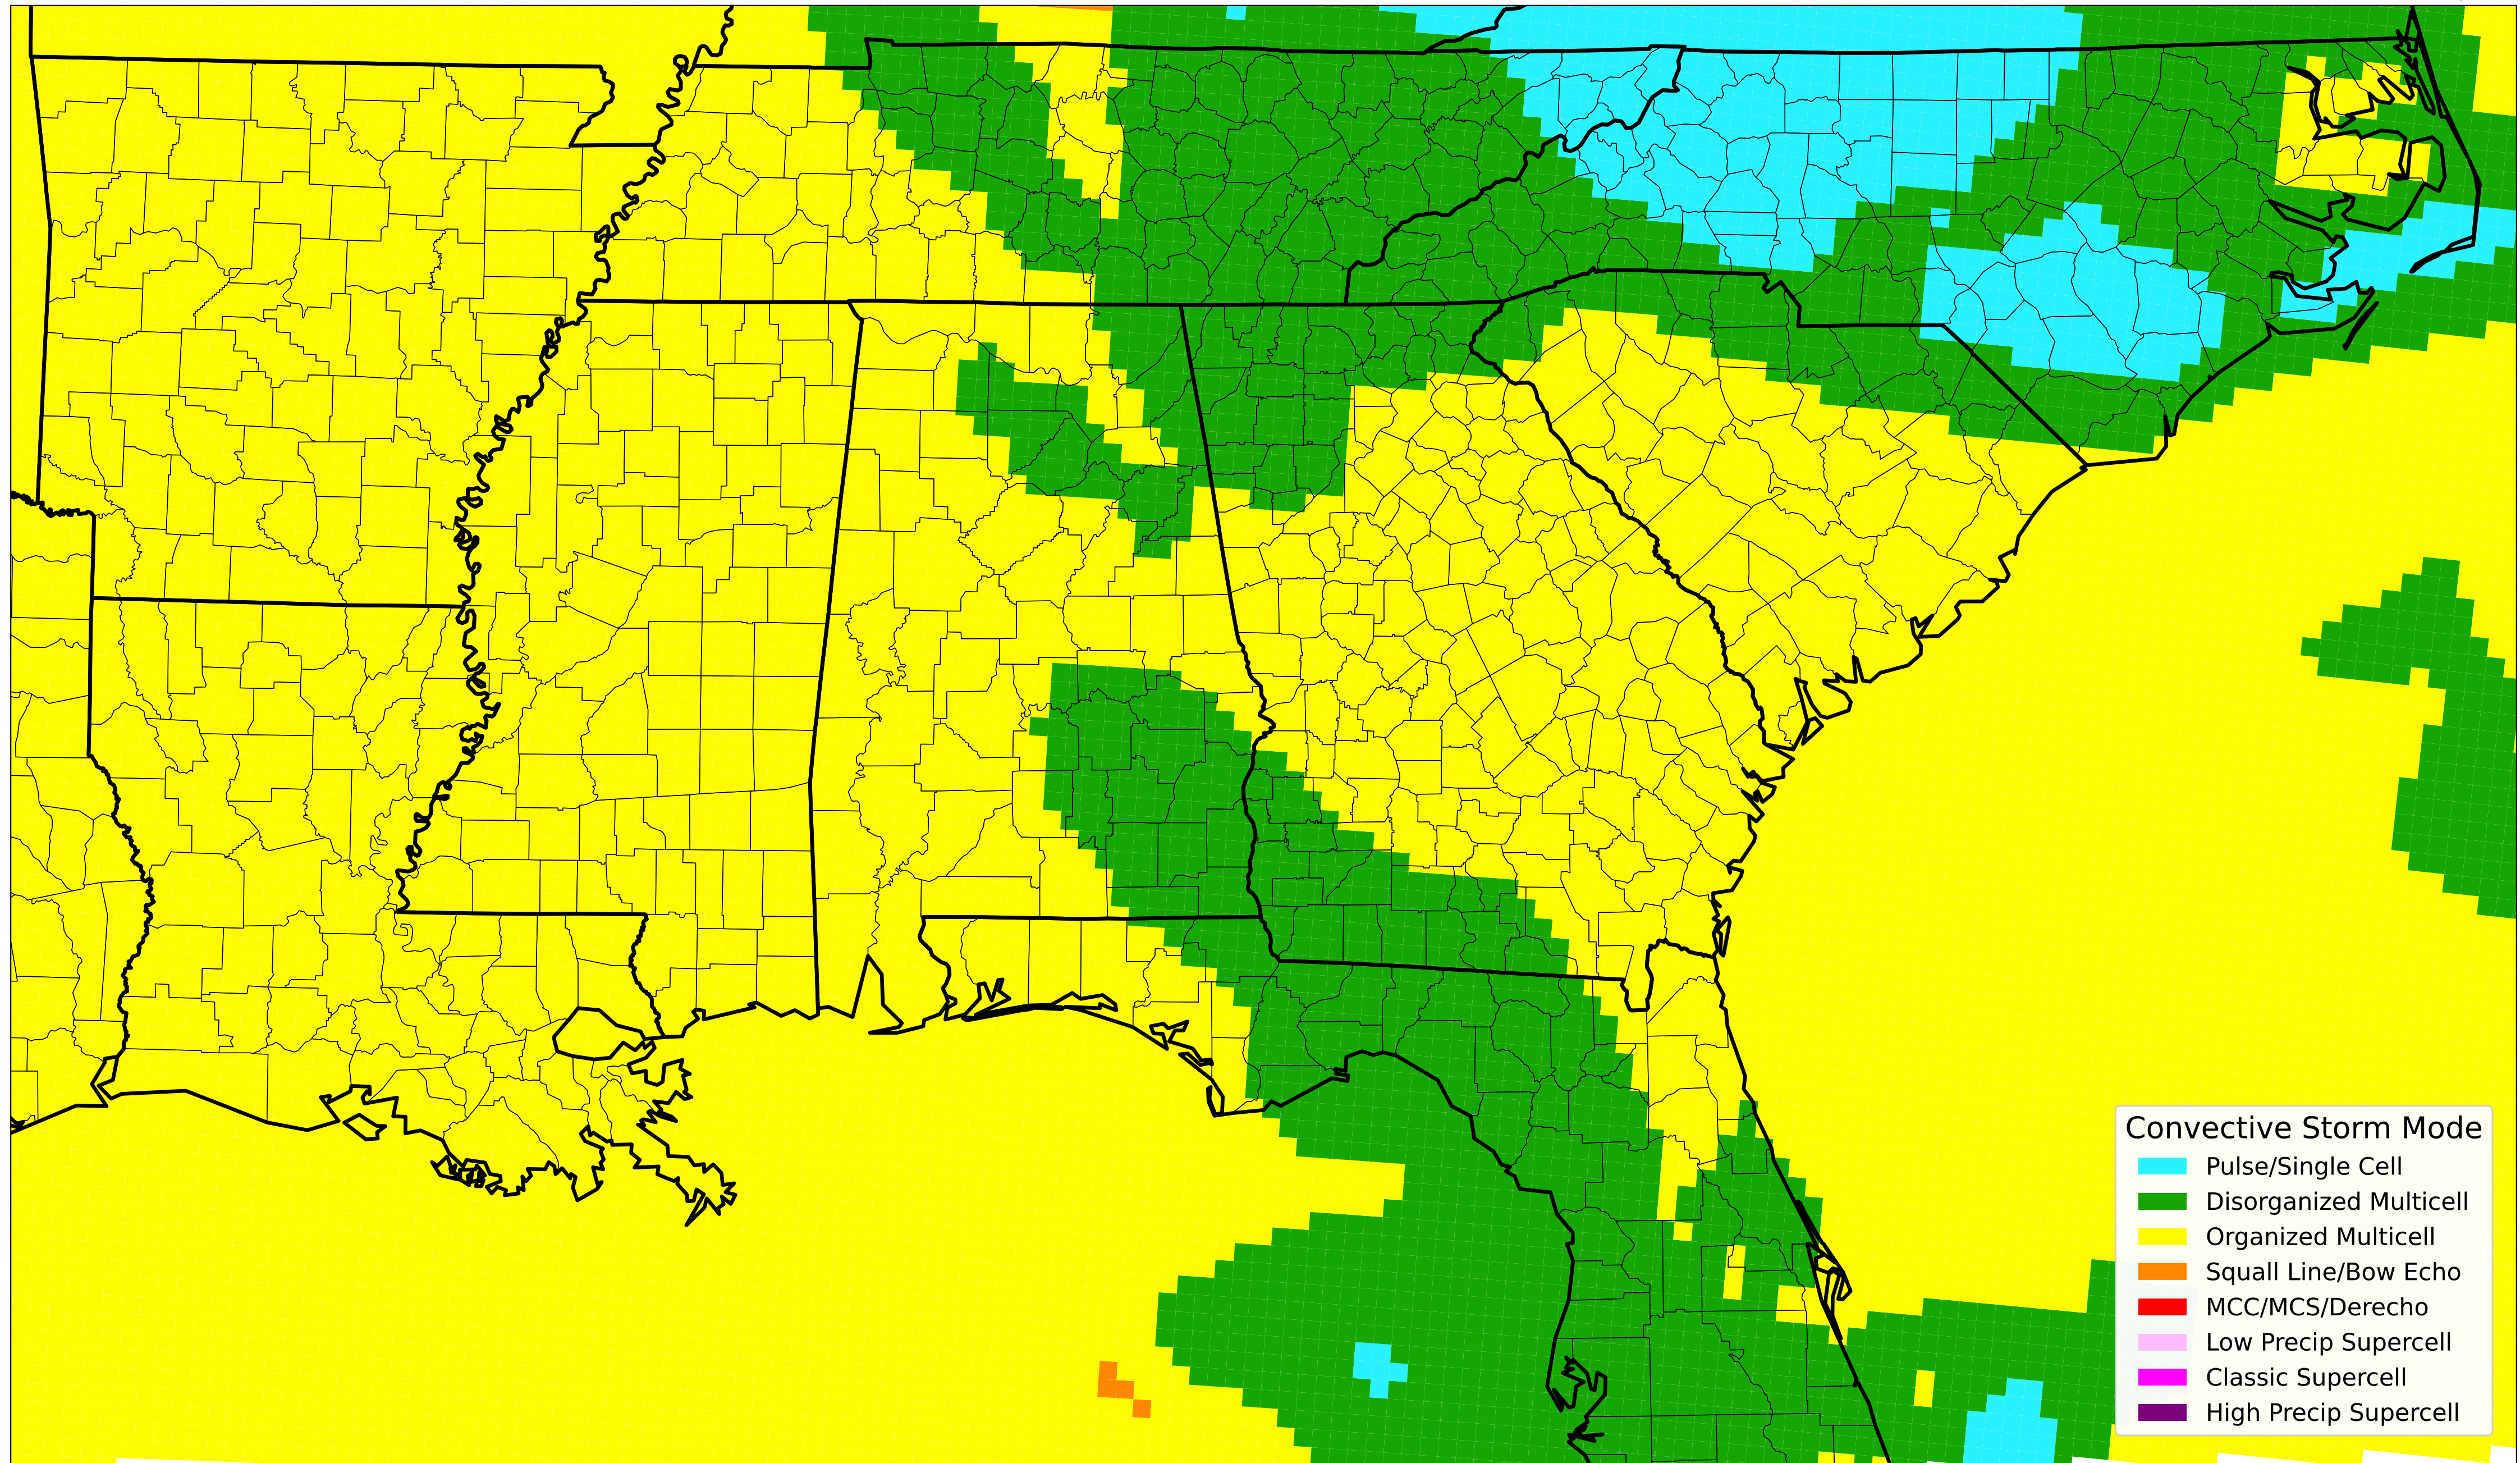 Convective Storm Mode
Pulse/Single Cell
Disorganized Multicell
Organized Multicell
Squall Line/Bow Echo
MCC/MCS/Derecho
Low Precip Supercell
Classic Supercell
High Precip Supercell